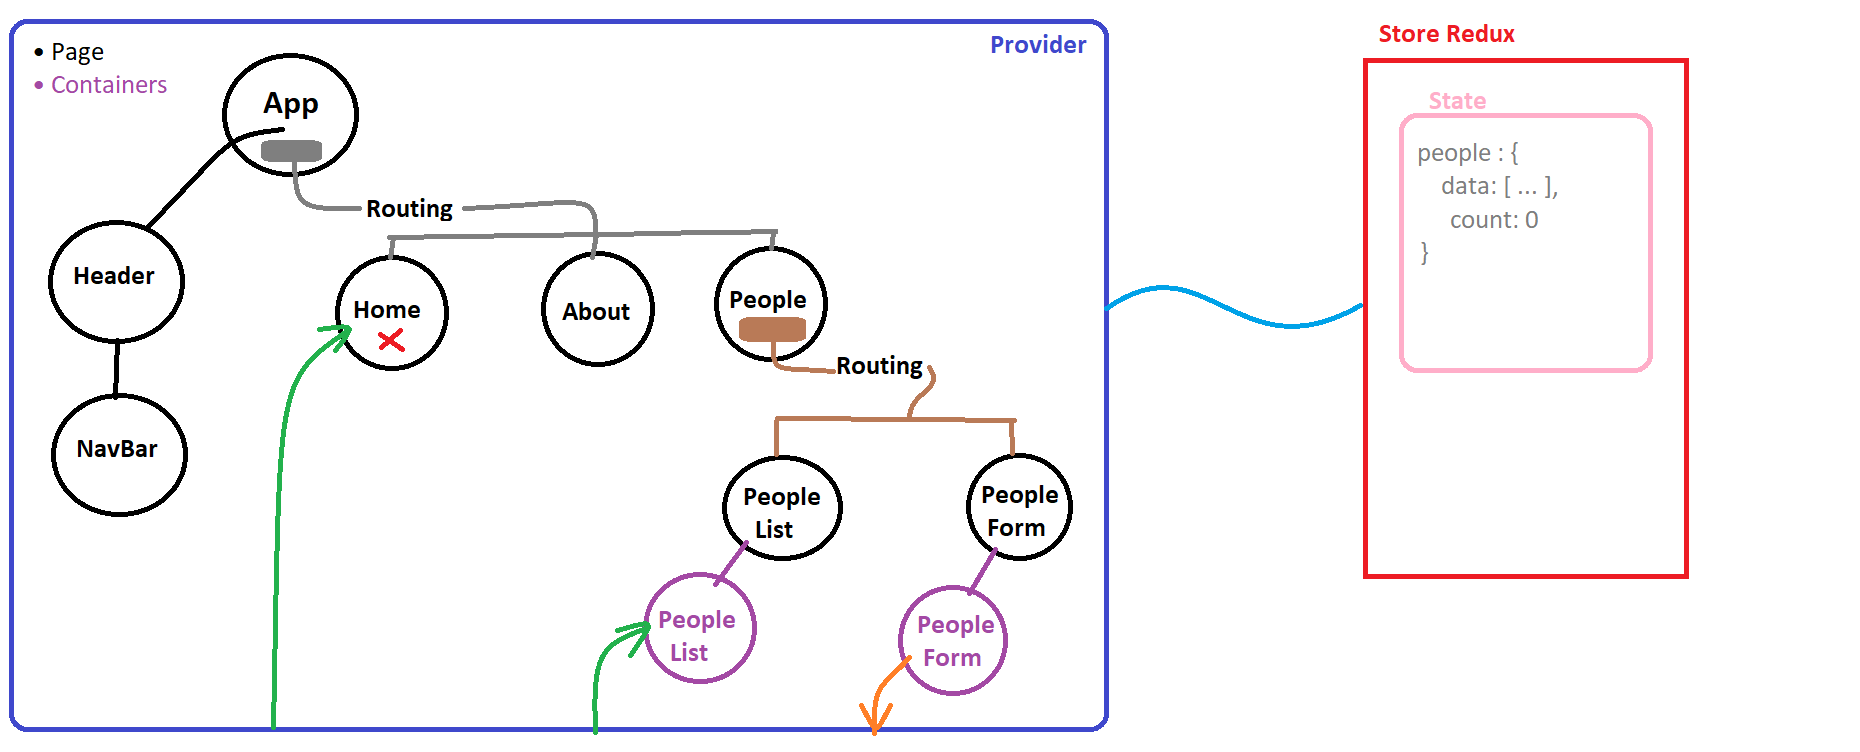 • Page
• Containers
Provider
App
Routing
Header
Home
About
People
Routing
NavBar
People
List
People
Form
People
List
People
Form
Store Redux
State
people : {
data: [ ... ],
count: 0
}